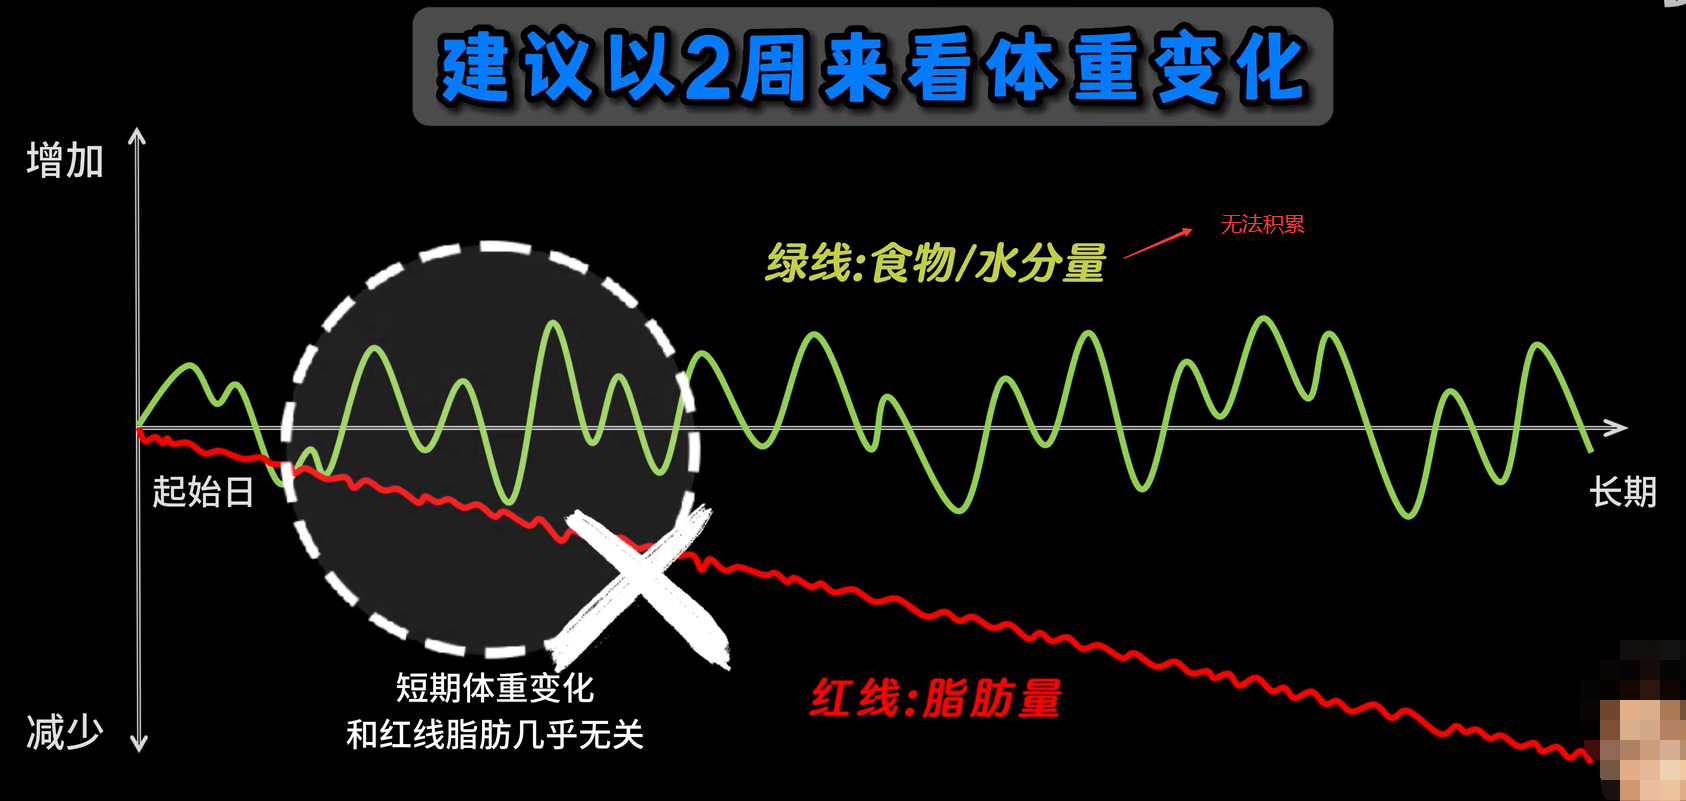 建议以2周来看体重变化
增加
无法积累
绿线:食物/水分量
起始日
长期
短期体重变化
和红线脂肪几乎无关
红线:脂肪量
减少